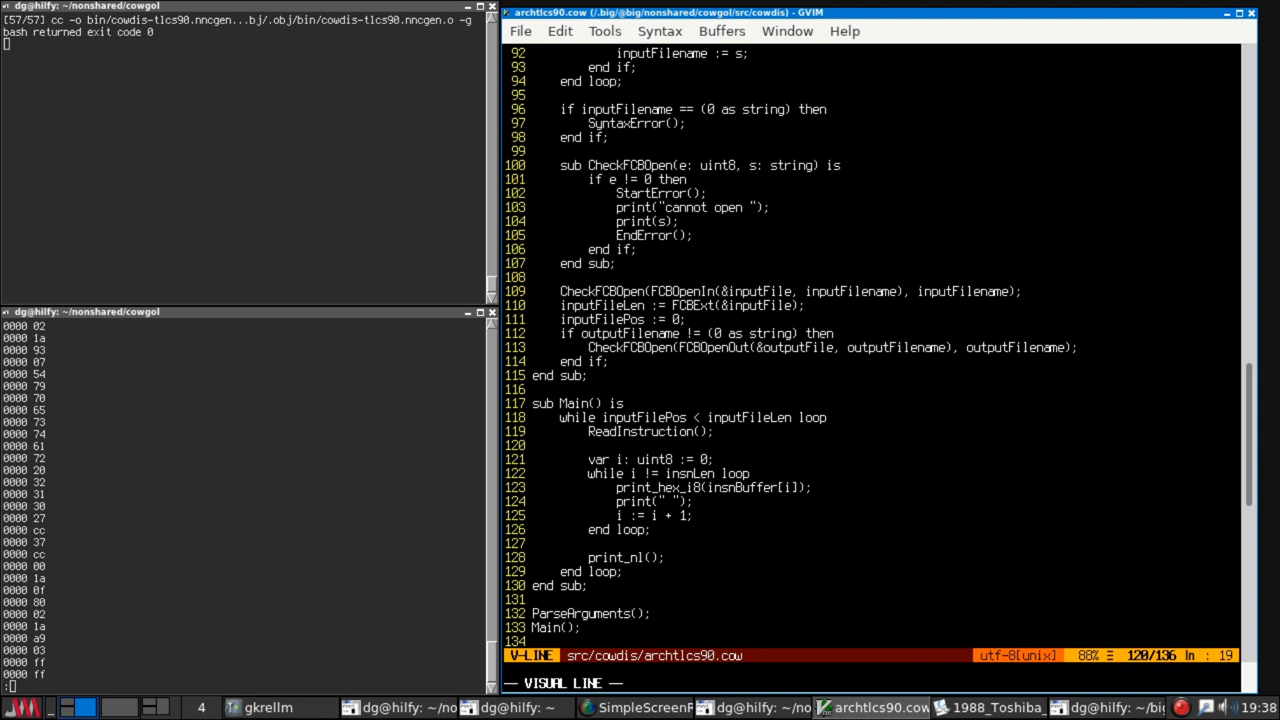 dg@hilfy: ~/nonshared/cowgol
[57/57] cc -o bin/cowdis-tlcs90.nncgen..bj/.obj/bin/cowdis-tlcs90.nncgen.o -g
bash returned exit code 0
dg@hilfy: ~/nonshared/cowgol
0000 02
0000 1a
0000 93
0000 07
0000 54
0000 79
0000 70
0000 65
0000 73
0000 74
0000 61
0000 72
0000 20
0000 32
0000 31
0000 30
0000 27
0000 cc
0000 37
0000 cc
0000 00
0000 1a
0000 0f
0000 80
0000 02
0000 1a
0000 a9
0000 03
0000 ff
0000 ff
:
archtlcs90.cow (/.big/@big/nonshared/cowgol/src/cowdis) - GVIM
File Edit Tools Syntax Buffers Window Help
92 inputFilename := s;
93 end if;
94 end loop;
95
96 if inputFilename == (0 as string) then
97 SyntaxError();
98 end if;
99
100 sub CheckFCBOpen(e: uint8, s: string) is
101 if e != 0 then
102 StartError();
103 print("cannot open ");
104 print(s);
105 EndError();
106 end if;
107 end sub;
108
109 CheckFCBOpen(FCBOpenIn(&inputFile, inputFilename), inputFilename);
110 inputFileLen := FCBExt(&inputFile);
111 inputFilePos := 0;
112 if outputFilename != (0 as string) then
113 CheckFCBOpen(FCBOpenOut(&outputFile, outputFilename), outputFilename);
114 end if;
115 end sub;
116
117 sub Main() is
118 while inputFilePos < inputFileLen loop
119 ReadInstruction();
120
121 var i: uint8 := 0;
122 while i != insnLen loop
123 print_hex_i8(insnBuffer[i]);
124 print(" ");
125 i := i + 1;
126 end loop;
127
128 print_nl();
129 end loop;
130 end sub;
131
132 ParseArguments();
133 Main();
134
V-LINE src/cowdis/archtlcs90.cow utf-8[unix] 88% Ξ 120/136 ln : 19
-- VISUAL LINE --
4 gkrellm dg@hilfy: ~/no dg@hilfy: ~ SimpleScreenR dg@hilfy: ~/no archtlcs90.cow 1988_Toshiba_ dg@hilfy: ~/big 19:38